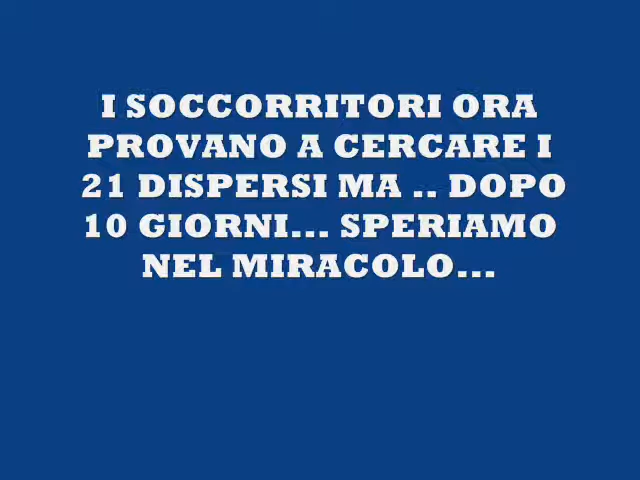 I SOCCORRITORI ORA
PROVANO A CERCARE I
21 DISPERSI MA .. DOPO
10 GIORNI... SPERIAMO
NEL MIRACOLO...